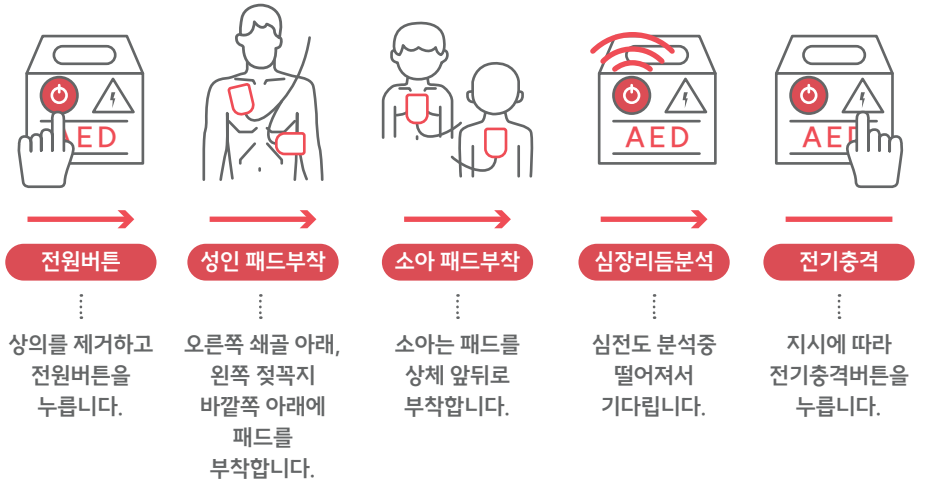 AED
AED
AED
전원버튼
상의를 제거하고
전원버튼을
누릅니다.
성인 패드부착
오른쪽 쇄골 아래,
왼쪽 젖꼭지
바깥쪽 아래에
패드를
부착합니다.
소아 패드부착
소아는 패드를
상체 앞뒤로
부착합니다.
심장리듬분석
심전도 분석중
떨어져서
기다립니다.
전기충격
지시에 따라
전기충격버튼을
누릅니다.